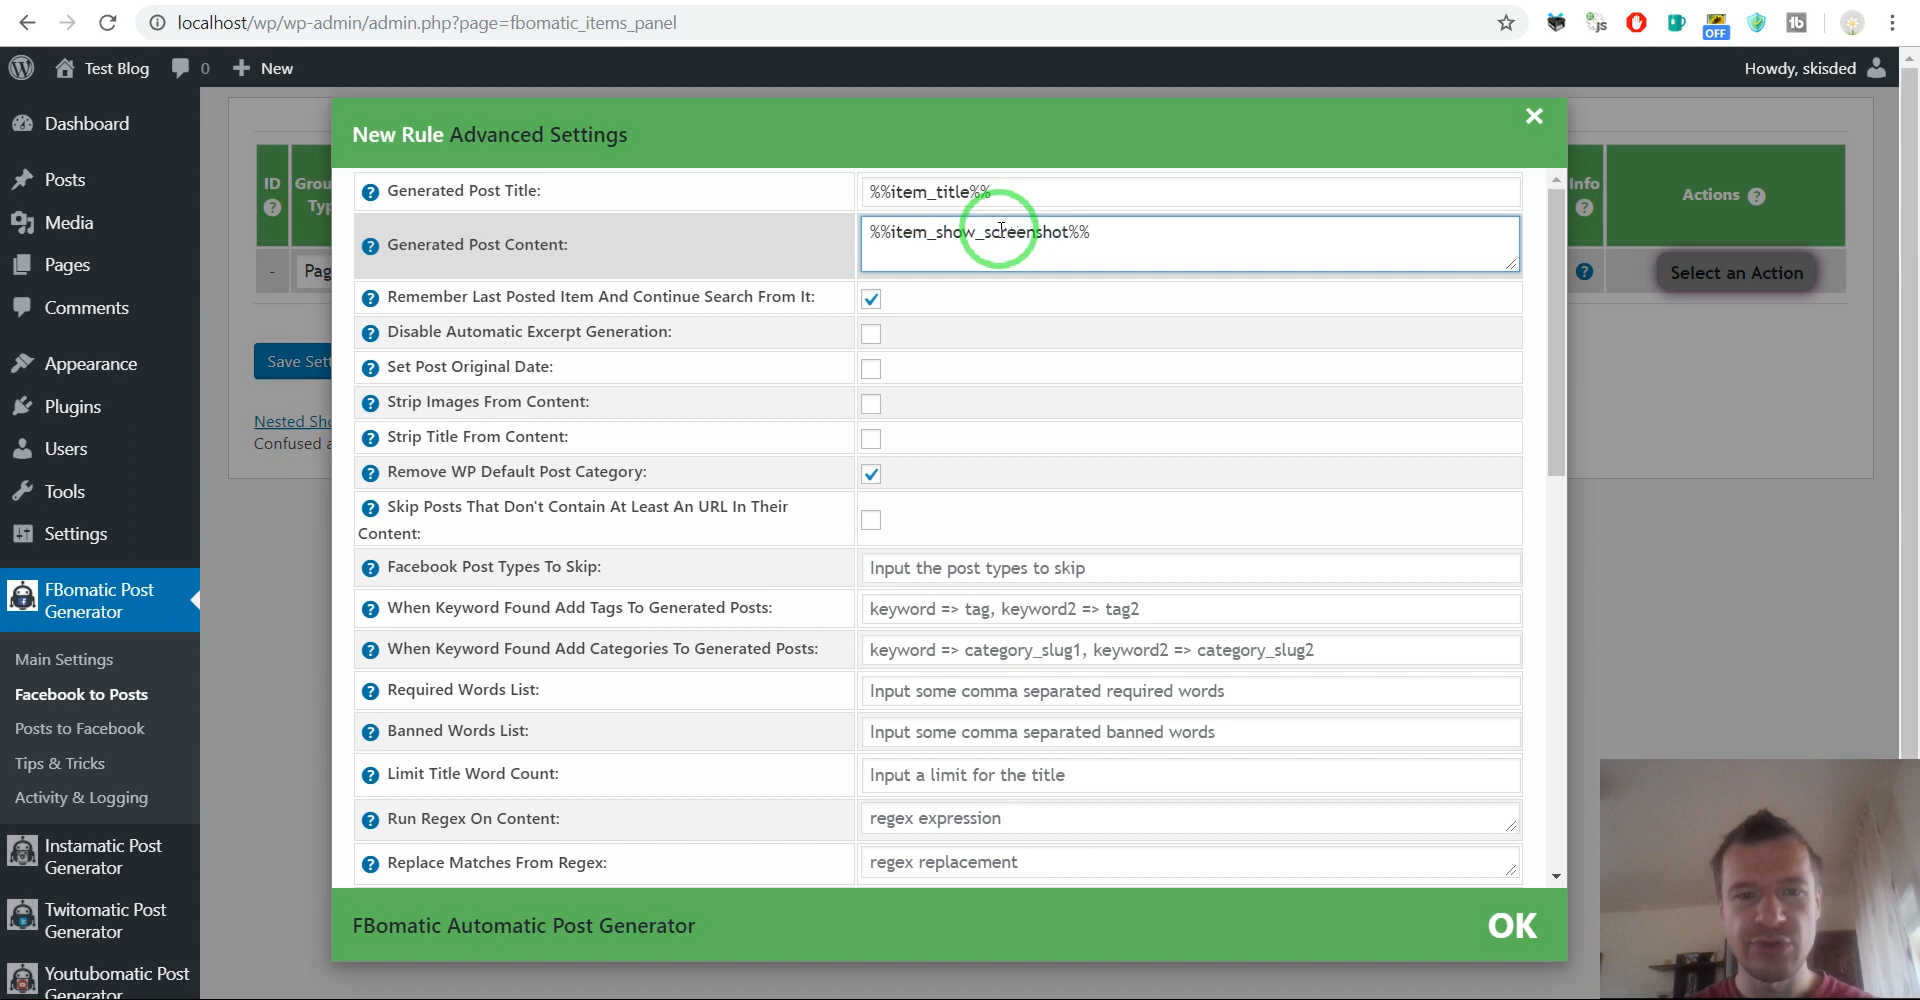 localhost/wp/wp-admin/admin.php?page=fbomatic_items_panel
OFF
Test Blog
0
New
Howdy, skisded
Dashboard
Posts
Media
Pages
Comments
Appearance
Plugins
Users
Tools
Settings
FBomatic Post
Generator
Main Settings
Facebook to Posts
Posts to Facebook
Tips & Tricks
Activity & Logging
Instamatic Post
Generator
Twitomatic Post
Generator
Youtubomatic Post
Generator
ID
Grou
Typ
-
Pag
Save Sett
Nested Sho
Confused a
New Rule Advanced Settings
Generated Post Title:
%%item_title%%
Generated Post Content:
%%item_show_screenshot%%
Remember Last Posted Item And Continue Search From It:
Disable Automatic Excerpt Generation:
Set Post Original Date:
Strip Images From Content:
Strip Title From Content:
Remove WP Default Post Category:
Skip Posts That Don't Contain At Least An URL In Their
Content:
Facebook Post Types To Skip:
Input the post types to skip
When Keyword Found Add Tags To Generated Posts:
keyword => tag, keyword2 => tag2
When Keyword Found Add Categories To Generated Posts:
keyword => category_slug1, keyword2 => category_slug2
Required Words List:
Input some comma separated required words
Banned Words List:
Input some comma separated banned words
Limit Title Word Count:
Input a limit for the title
Run Regex On Content:
regex expression
Replace Matches From Regex:
regex replacement
FBomatic Automatic Post Generator
OK
Info
Actions
Select an Action